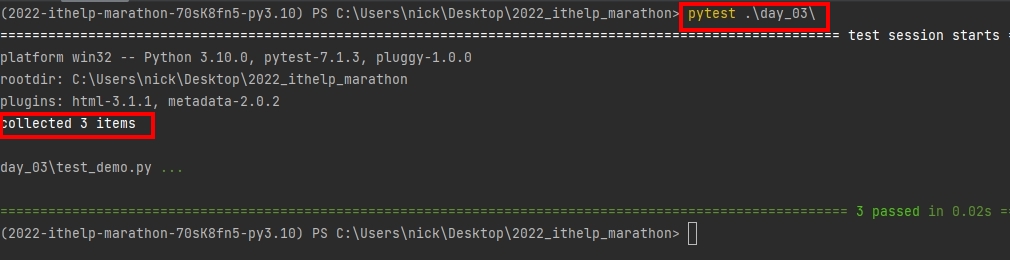 (2022-ithelp-marathon-70sK8fn5-py3.10) PS C:\Users\nick\Desktop\2022_ithelp_marathon> pytest .\day_03\
======================================================================================================== test session starts =
platform win32 -- Python 3.10.0, pytest-7.1.3, pluggy-1.0.0
rootdir: C:\Users\nick\Desktop\2022_ithelp_marathon
plugins: html-3.1.1, metadata-2.0.2
collected 3 items
day_03\test_demo.py ...
========================================================================================================= 3 passed in 0.02s ==
(2022-ithelp-marathon-70sK8fn5-py3.10) PS C:\Users\nick\Desktop\2022_ithelp_marathon>